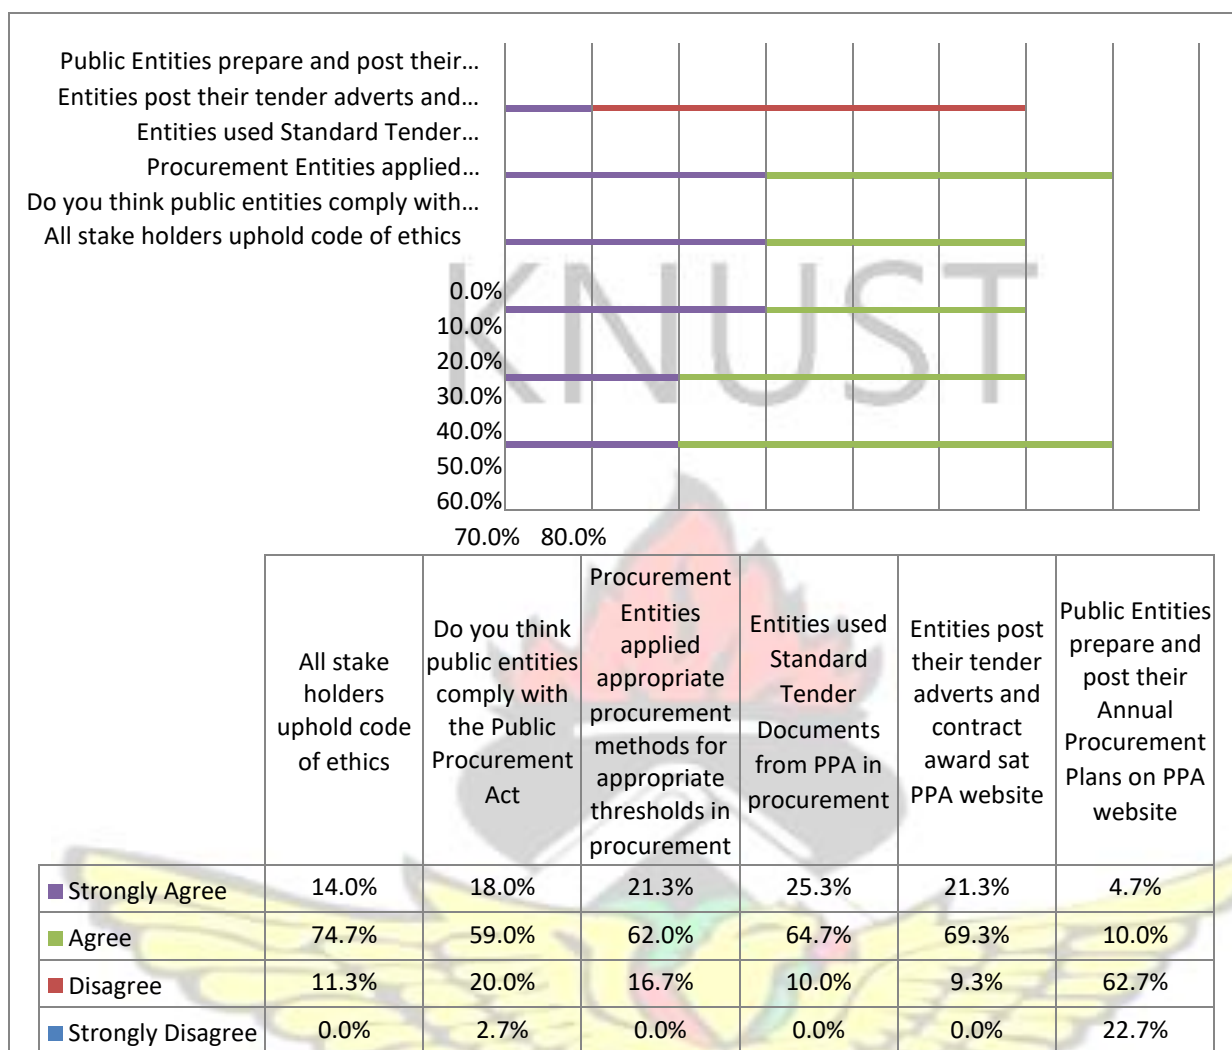 Public Entities prepare and post their…
Entities post their tender adverts and…
Entities used Standard Tender…
Procurement Entities applied…
Do you think public entities comply with…
All stake holders uphold code of ethics
KNUST
0.0%
10.0%
20.0%
30.0%
40.0%
50.0%
60.0%
70.0% 80.0%
All stake
holders
uphold code
of ethics
Do you think
public entities
comply with
the Public
Procurement
Act
Procurement
Entities
applied
appropriate
procurement
methods for
appropriate
thresholds in
procurement
Entities used
Standard
Tender
Documents
from PPA in
procurement
Entities post
their tender
adverts and
contract
award sat
PPA website
Public Entities
prepare and
post their
Annual
Procurement
Plans on PPA
website
Strongly Agree 14.0% 18.0% 21.3% 25.3% 21.3% 4.7%
Agree 74.7% 59.0% 62.0% 64.7% 69.3% 10.0%
Disagree 11.3% 20.0% 16.7% 10.0% 9.3% 62.7%
Strongly Disagree 0.0% 2.7% 0.0% 0.0% 0.0% 22.7%